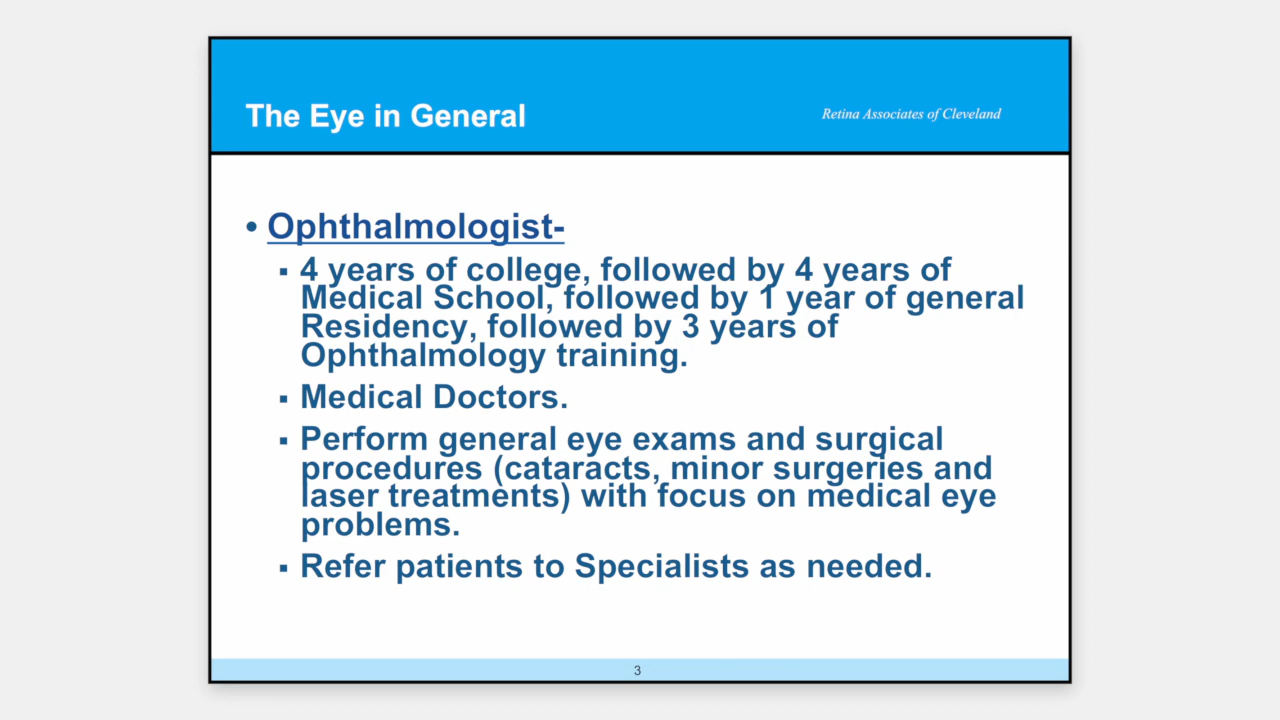 The Eye in General
Retina Associates of Cleveland
• Ophthalmologist-
▪ 4 years of college, followed by 4 years of
Medical School, followed by 1 year of general
Residency, followed by 3 years of
Ophthalmology training.
▪ Medical Doctors.
▪ Perform general eye exams and surgical
procedures (cataracts, minor surgeries and
laser treatments) with focus on medical eye
problems.
▪ Refer patients to Specialists as needed.
3